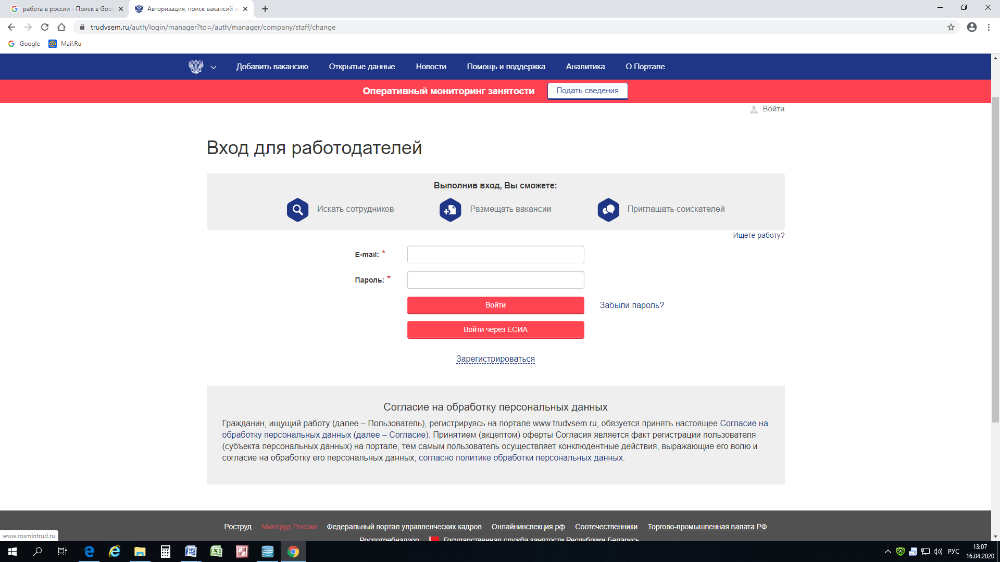 работа в россии - Поиск в Goog
Авторизация, поиск вакансий и
trudvsem.ru/auth/login/manager?to=/auth/manager/company/staff/change
Google Mail.Ru
Добавить вакансию Открытые данные Новости Помощь и поддержка Аналитика О Портале
Оперативный мониторинг занятости Подать сведения
Войти
Вход для работодателей
Выполнив вход, Вы сможете:
Искать сотрудников Размещать вакансии Приглашать соискателей
Ищете работу?
E-mail: *
Пароль: *
Войти Забыли пароль?
Войти через ЕСИА
Зарегистрироваться
Согласие на обработку персональных данных
Гражданин, ищущий работу (далее – Пользователь), регистрируясь на портале www.trudvsem.ru, обязуется принять настоящее Согласие на
обработку персональных данных (далее – Согласие). Принятием (акцептом) оферты Согласия является факт регистрации пользователя
(субъекта персональных данных) на портале, тем самым пользователь осуществляет конклюдентные действия, выражающие его волю и
согласие на обработку его персональных данных, согласно политике обработки персональных данных.
Роструд Минтруд России Федеральный портал управленческих кадров Онлайнинспекция.рф Соотечественники Торгово-промышленная палата РФ
www.rosmintrud.ru
Роспотребнадзор Государственная служба занятости Республики Беларусь
РУС
13:07
16.04.2020